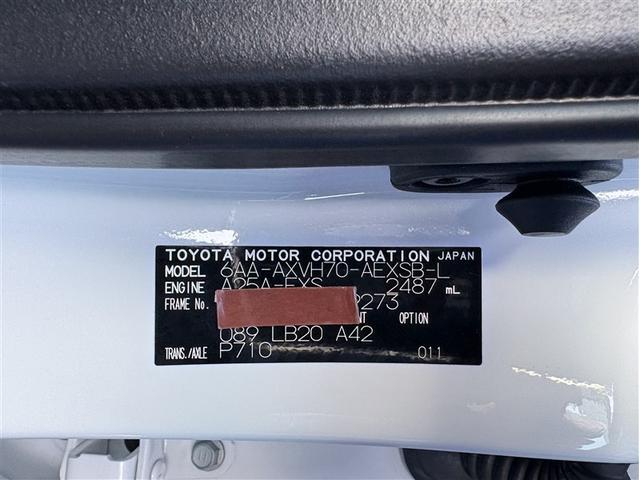 TOYOTA MOTOR CORPORATION JAPAN
MODEL 6AA-AXVH70-AEXSB-L
ENGINE A25A-FXS 2487 mL
FRAME No. 2273
OPTION
089 LB20 A42
TRANS./AXLE P710 011